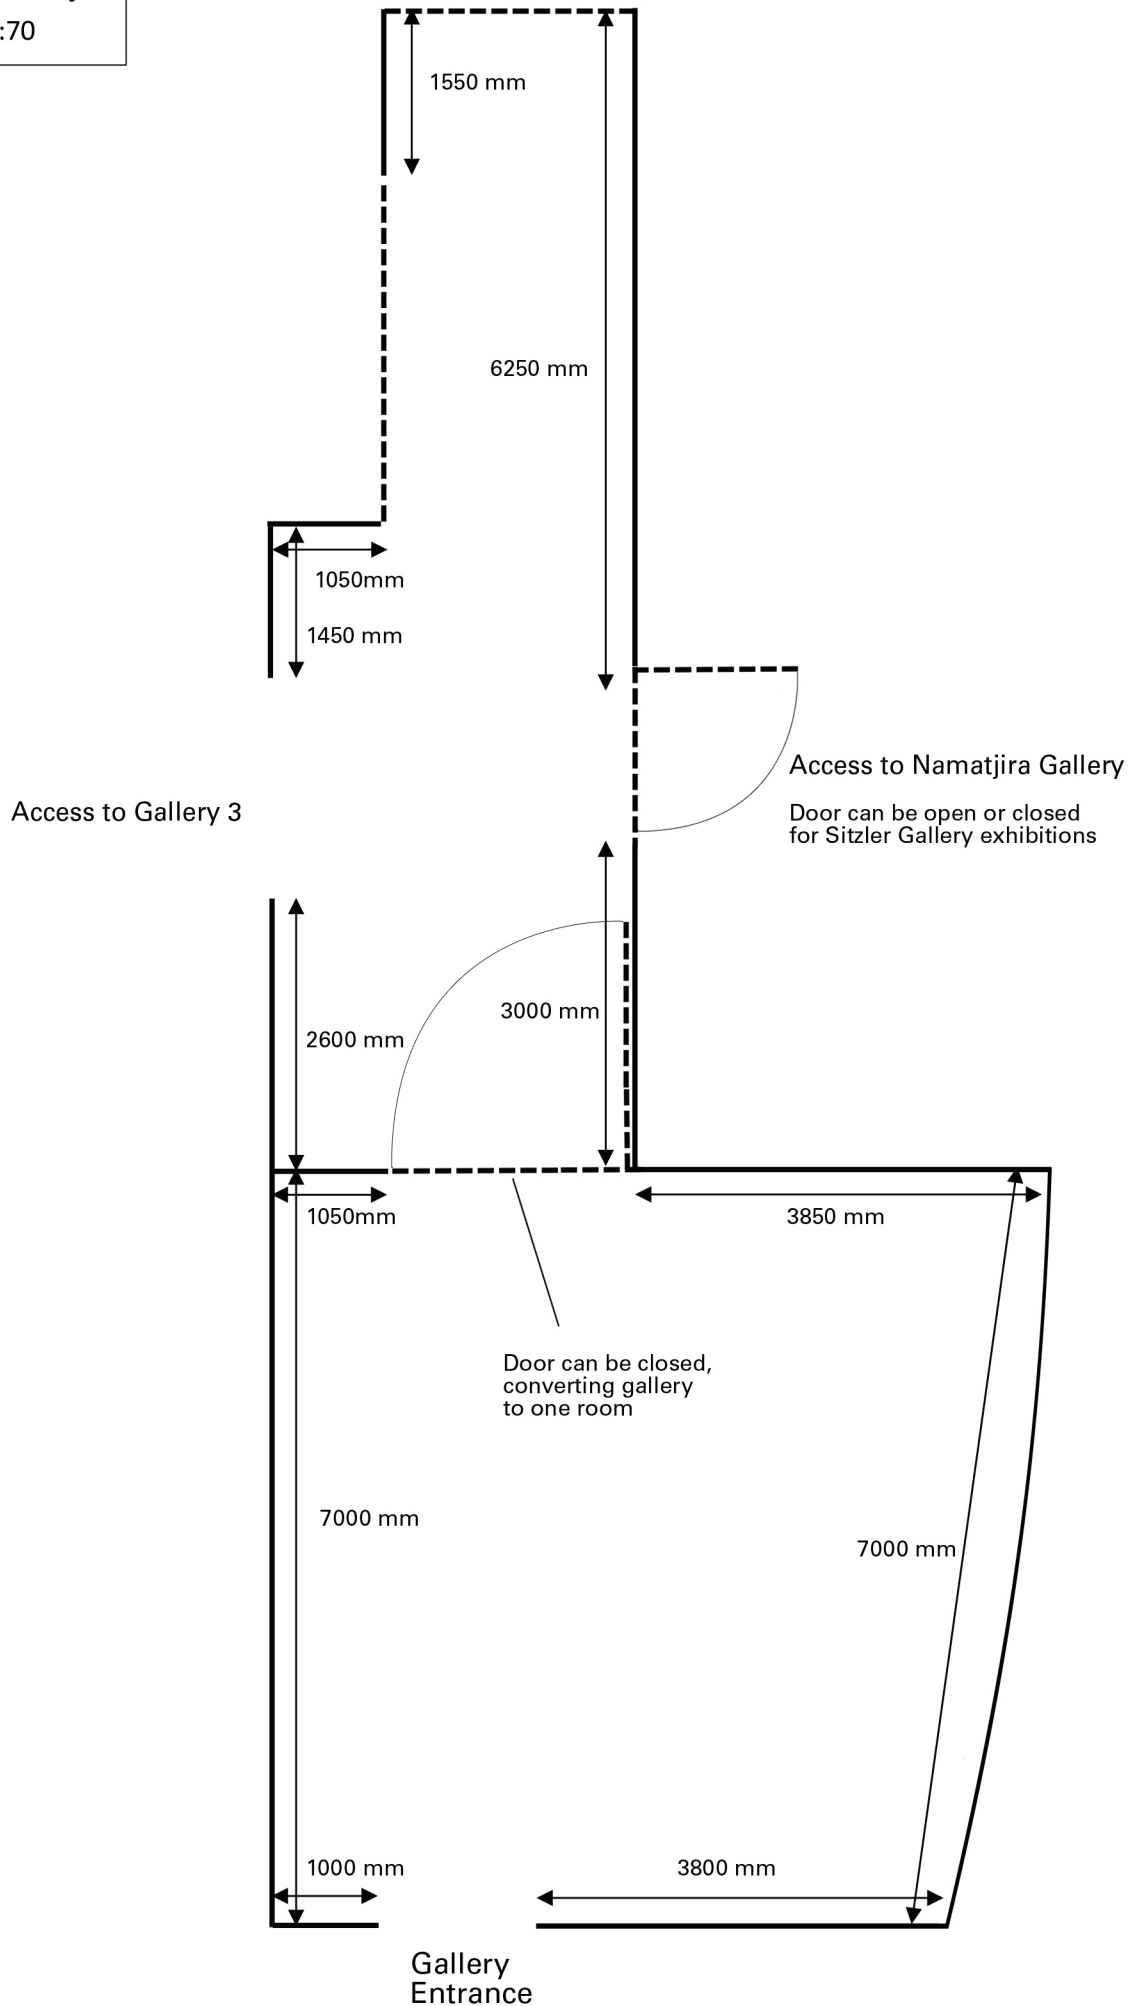 :70
1550 mm
6250 mm
1050mm
1450 mm
Access to Namatjira Gallery
Access to Gallery 3
Door can be open or closed
for Sitzler Gallery exhibitions
3000 mm
2600 mm
1050mm
3850 mm
Door can be closed,
converting gallery
to one room
7000 mm
7000 mm
1000 mm
3800 mm
Gallery
Entrance